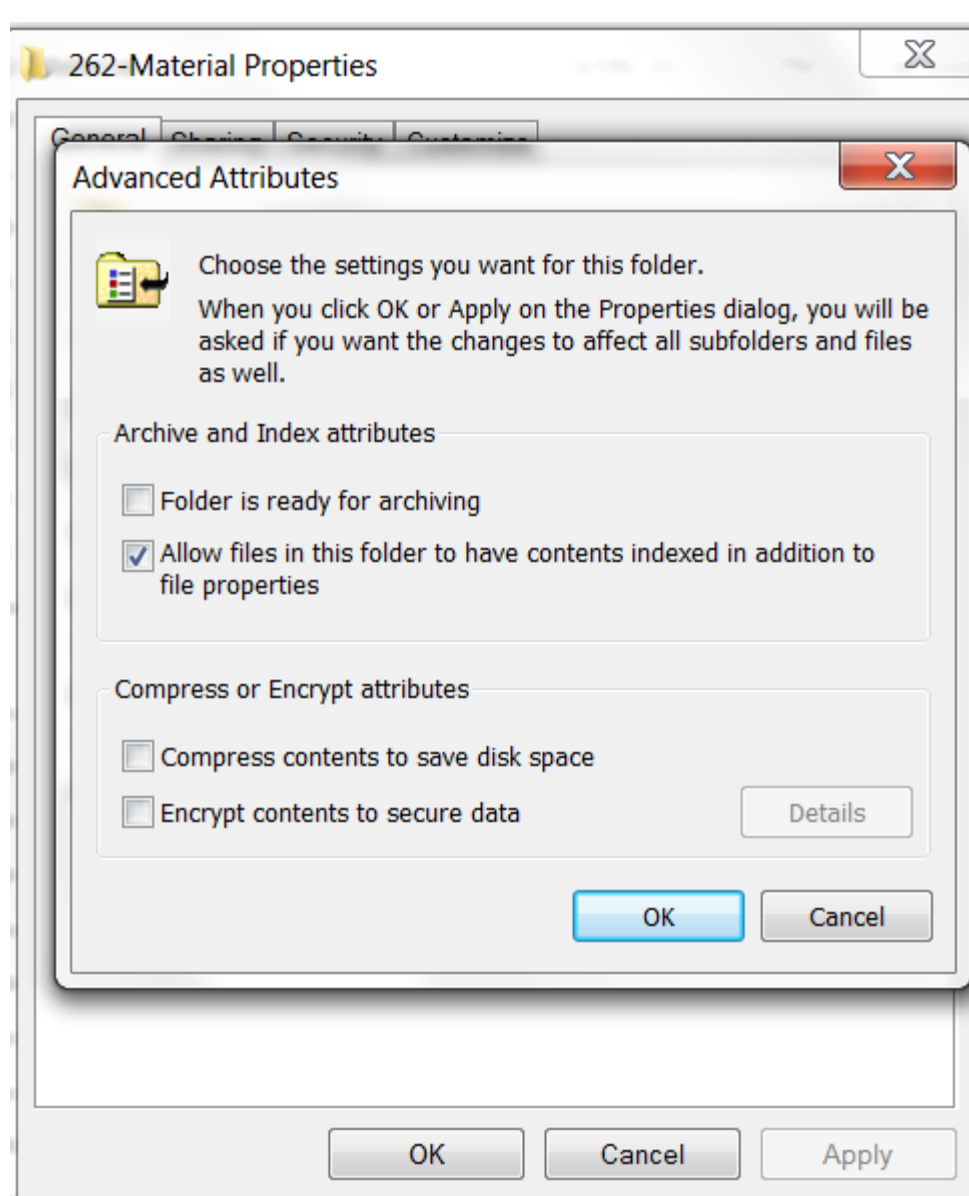 262-Material Properties
General Sharing Security Customize
Advanced Attributes
Choose the settings you want for this folder.
When you click OK or Apply on the Properties dialog, you will be
asked if you want the changes to affect all subfolders and files
as well.
Archive and Index attributes
Folder is ready for archiving
Allow files in this folder to have contents indexed in addition to
file properties
Compress or Encrypt attributes
Compress contents to save disk space
Encrypt contents to secure data
Details
OK Cancel
OK Cancel Apply